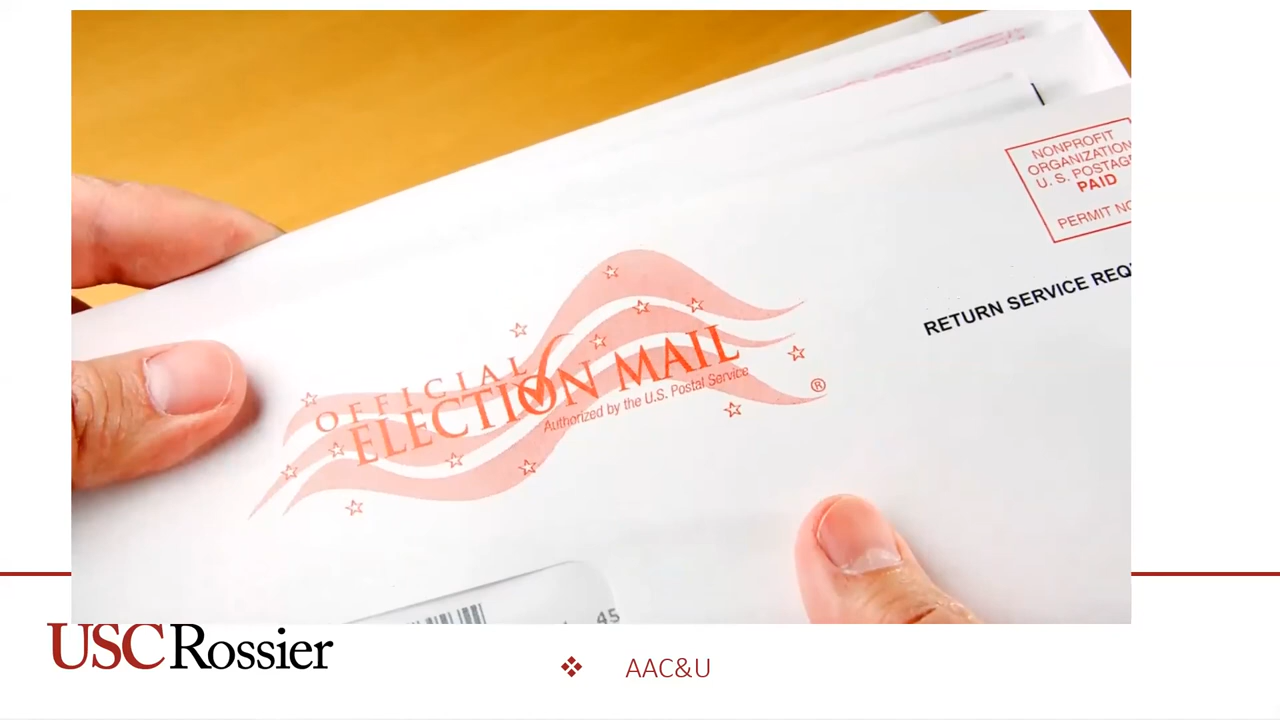 NONPROFIT
ORGANIZATION
U. S. POSTAG
PAID
PERMIT NO
RETURN SERVICE REQ
OFFICIAL
ELECTION MAIL
Authorized by the U.S. Postal Service
®
45
USC Rossier
❖ AAC&U